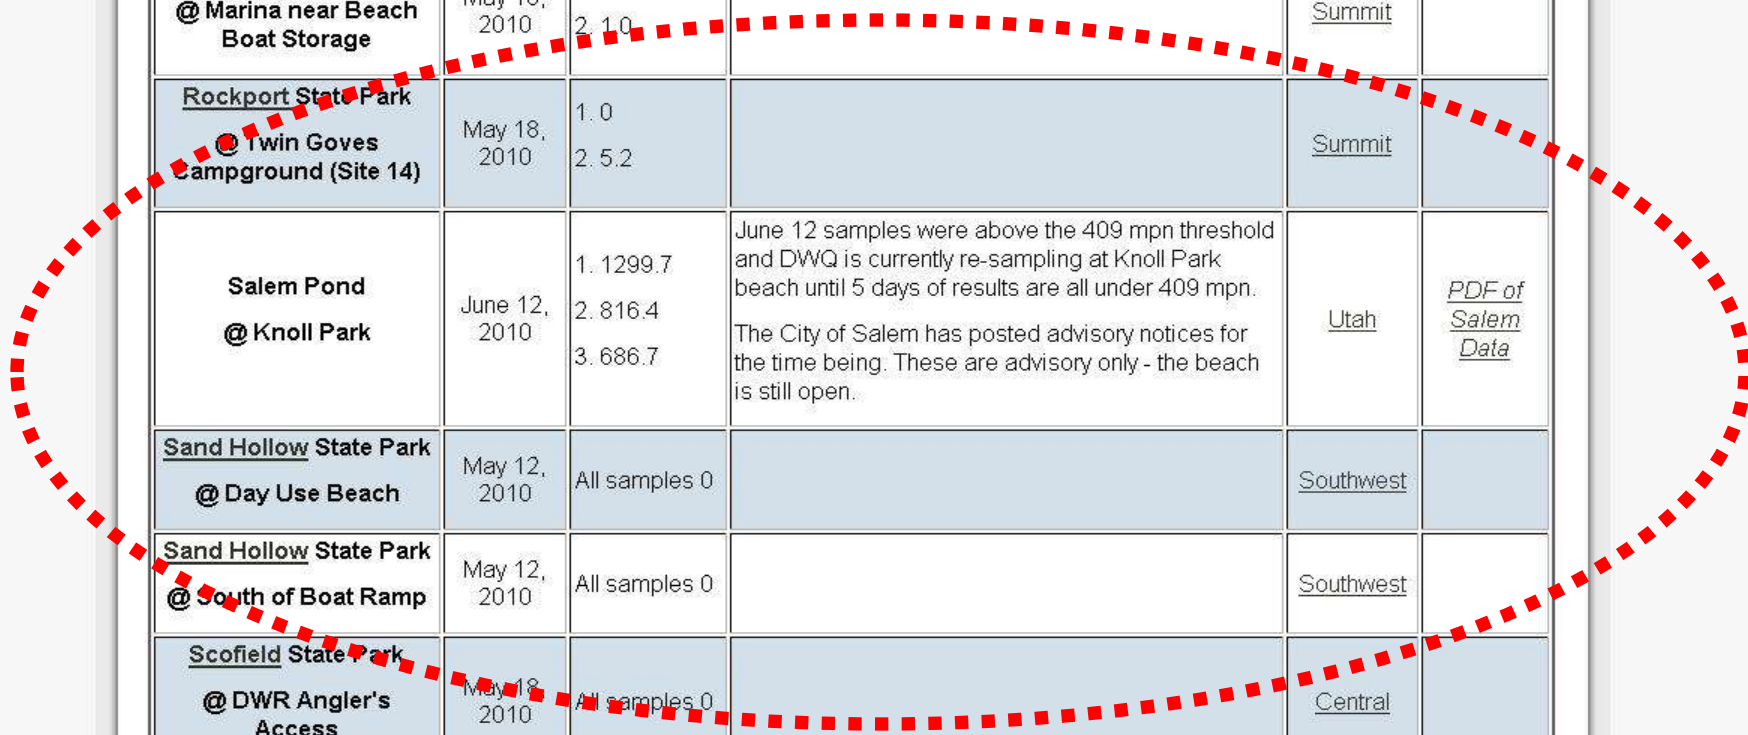 @ Marina near Beach
Boat Storage
May 18,
2010
2. 1.0
Summit
Rockport State Park
@ Twin Goves
Campground (Site 14)
May 18,
2010
1. 0
2. 5.2
Summit
Salem Pond
@ Knoll Park
June 12,
2010
1. 1299.7
2. 816.4
3. 686.7
June 12 samples were above the 409 mpn threshold
and DWQ is currently re-sampling at Knoll Park
beach until 5 days of results are all under 409 mpn.
The City of Salem has posted advisory notices for
the time being. These are advisory only - the beach
is still open.
Utah
PDF of
Salem
Data
Sand Hollow State Park
@ Day Use Beach
May 12,
2010
All samples 0
Southwest
Sand Hollow State Park
@ South of Boat Ramp
May 12,
2010
All samples 0
Southwest
Scofield State Park
@ DWR Angler's
Access
May 18,
2010
All samples 0
Central